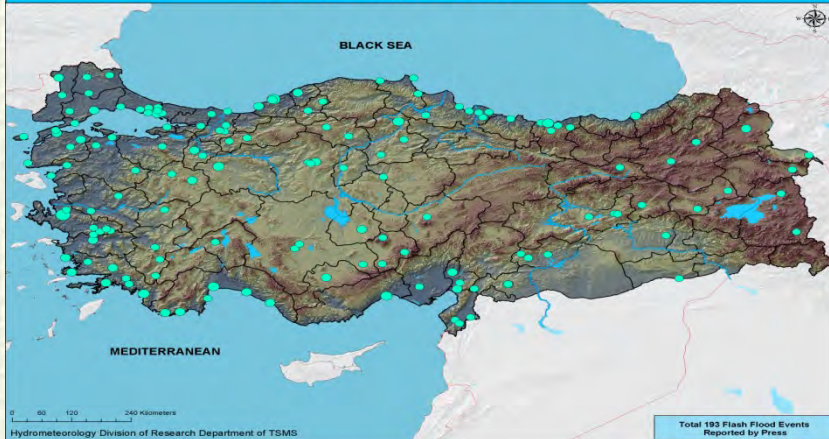 BLACK SEA
N
W
E
S
MEDITERRANEAN
0 60 120 240 Kilometers
Hydrometeorology Division of Research Department of TSMS
Total 193 Flash Flood Events
Reported by Press